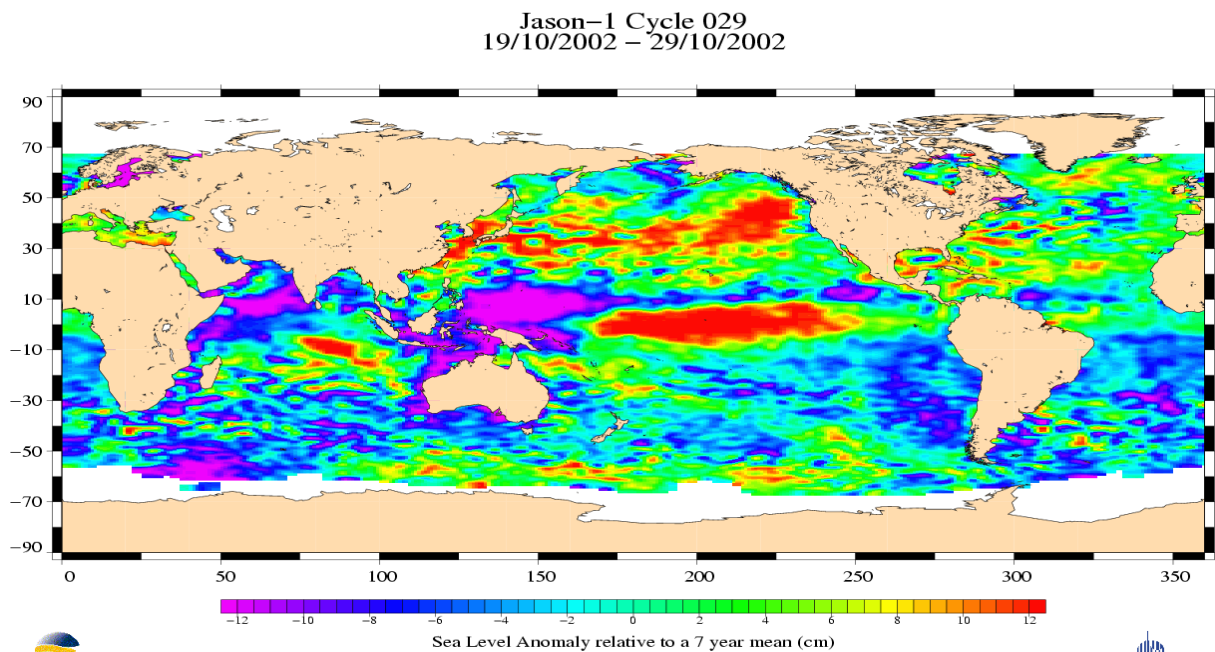 Jason−1 Cycle 029
19/10/2002 − 29/10/2002
90
70
50
30
10
−10
−30
−50
−70
−90
0 50 100 150 200 250 300 350
−12 −10 −8 −6 −4 −2 0 2 4 6 8 10 12
Sea Level Anomaly relative to a 7 year mean (cm)